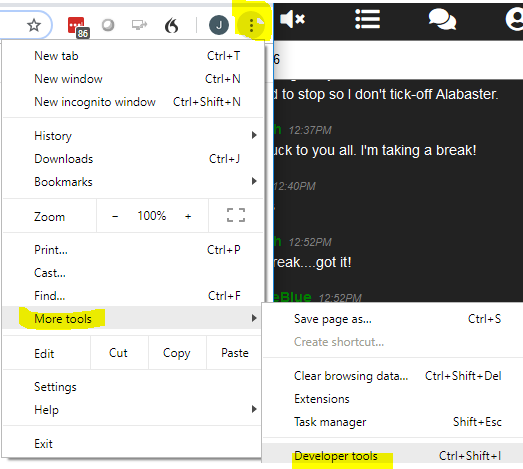 86
J
New tab Ctrl+T
New window Ctrl+N
New incognito window Ctrl+Shift+N
History
Downloads Ctrl+J
Bookmarks
Zoom − 100% +
Print... Ctrl+P
Cast...
Find... Ctrl+F
More tools
Edit Cut Copy Paste
Settings
Help
Exit
6
d to stop so I don't tick-off Alabaster.
h 12:37PM
uck to you all. I'm taking a break!
12:40PM
h 12:52PM
reak....got it!
eBlue 12:52PM
Save page as... Ctrl+S
Create shortcut...
Clear browsing data... Ctrl+Shift+Del
Extensions
Task manager Shift+Esc
Developer tools Ctrl+Shift+I